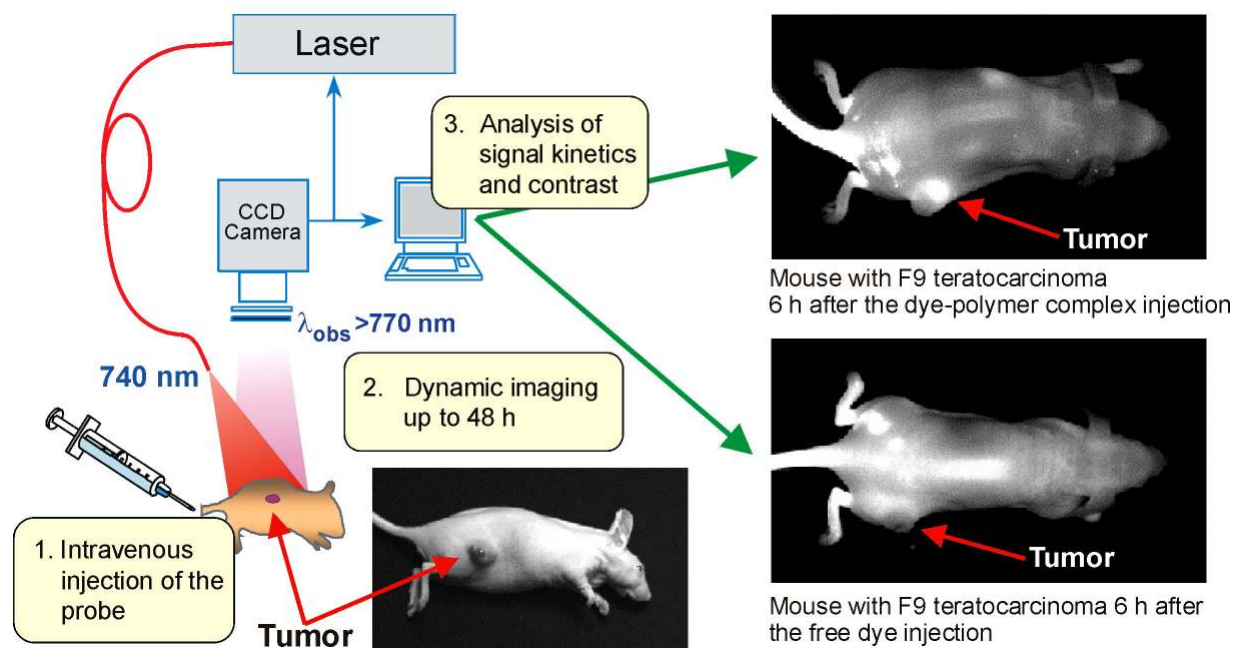 Laser
3. Analysis of
signal kinetics
and contrast
CCD
Camera
λobs >770 nm
740 nm
2. Dynamic imaging
up to 48 h
1. Intravenous
injection of the
probe
Tumor
Tumor
Mouse with F9 teratocarcinoma
6 h after the dye-polymer complex injection
Tumor
Mouse with F9 teratocarcinoma 6 h after
the free dye injection